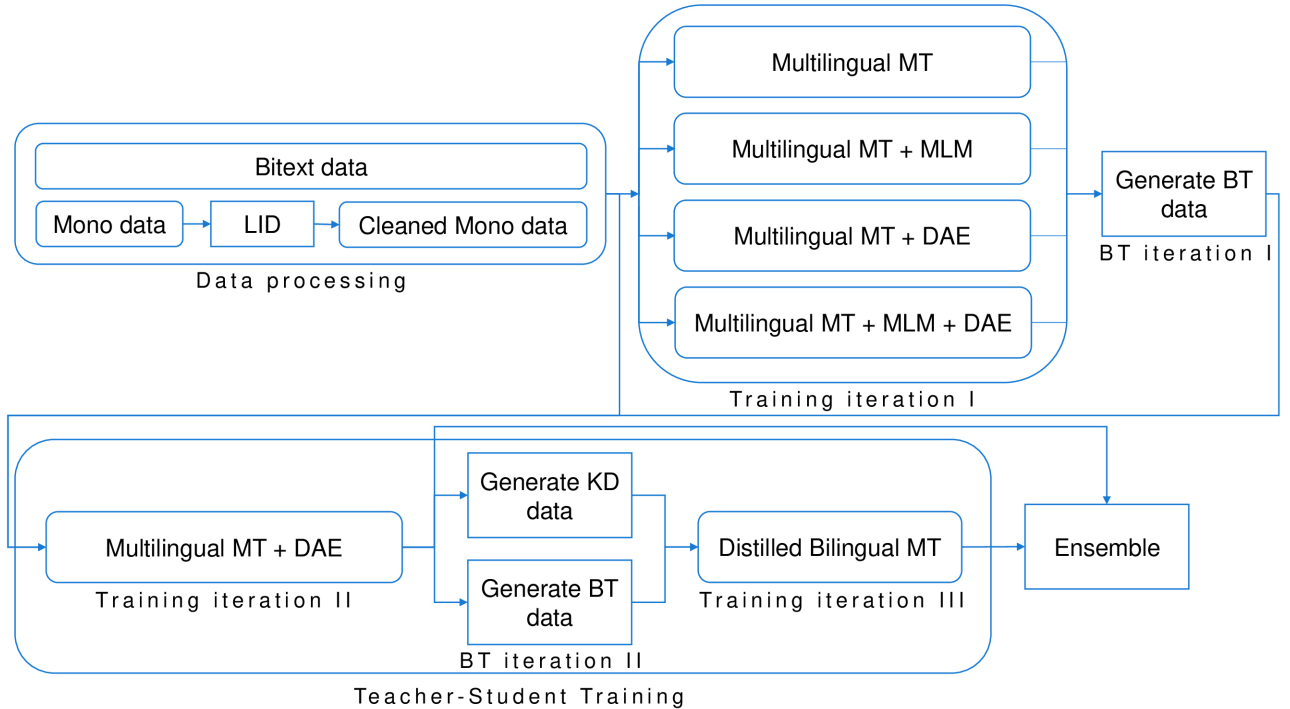 Bitext data
Mono data
LID
Cleaned Mono data
Data processing
Multilingual MT
Multilingual MT + MLM
Multilingual MT + DAE
Multilingual MT + MLM + DAE
Training iteration I
Generate BT
data
BT iteration I
Multilingual MT + DAE
Training iteration II
Generate KD
data
Generate BT
data
BT iteration II
Distilled Bilingual MT
Training iteration III
Ensemble
Teacher-Student Training